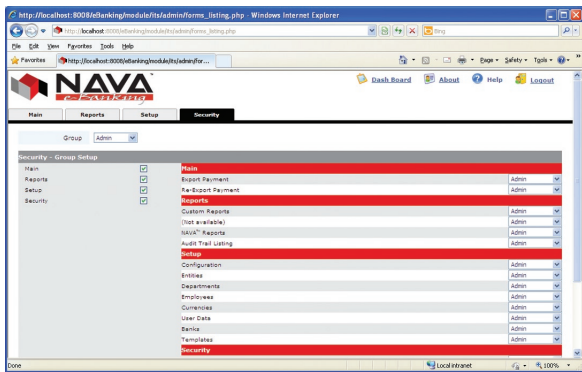 http://localhost:8008/eBanking/module/its/admin/forms_listing.php - Windows Internet Explorer
http://localhost:8008/eBanking/module/its/admin/forms_listing.php
Bing
File Edit View Favorites Tools Help
Favorites http://localhost:8008/eBanking/module/its/admin/for...
Page Safety Tools
NAVA
e-Banking
Dash Board About Help Logout
Main Reports Setup Security
Group Admin
Security - Group Setup
Main
Reports
Setup
Security
Main
Export Payment Admin
Re-Export Payment Admin
Reports
Custom Reports Admin
(Not available) Admin
NAVA™ Reports Admin
Audit Trail Listing Admin
Setup
Configuration Admin
Entities Admin
Departments Admin
Employees Admin
Currencies Admin
User Data Admin
Banks Admin
Templates Admin
Security
Done Local intranet 100%